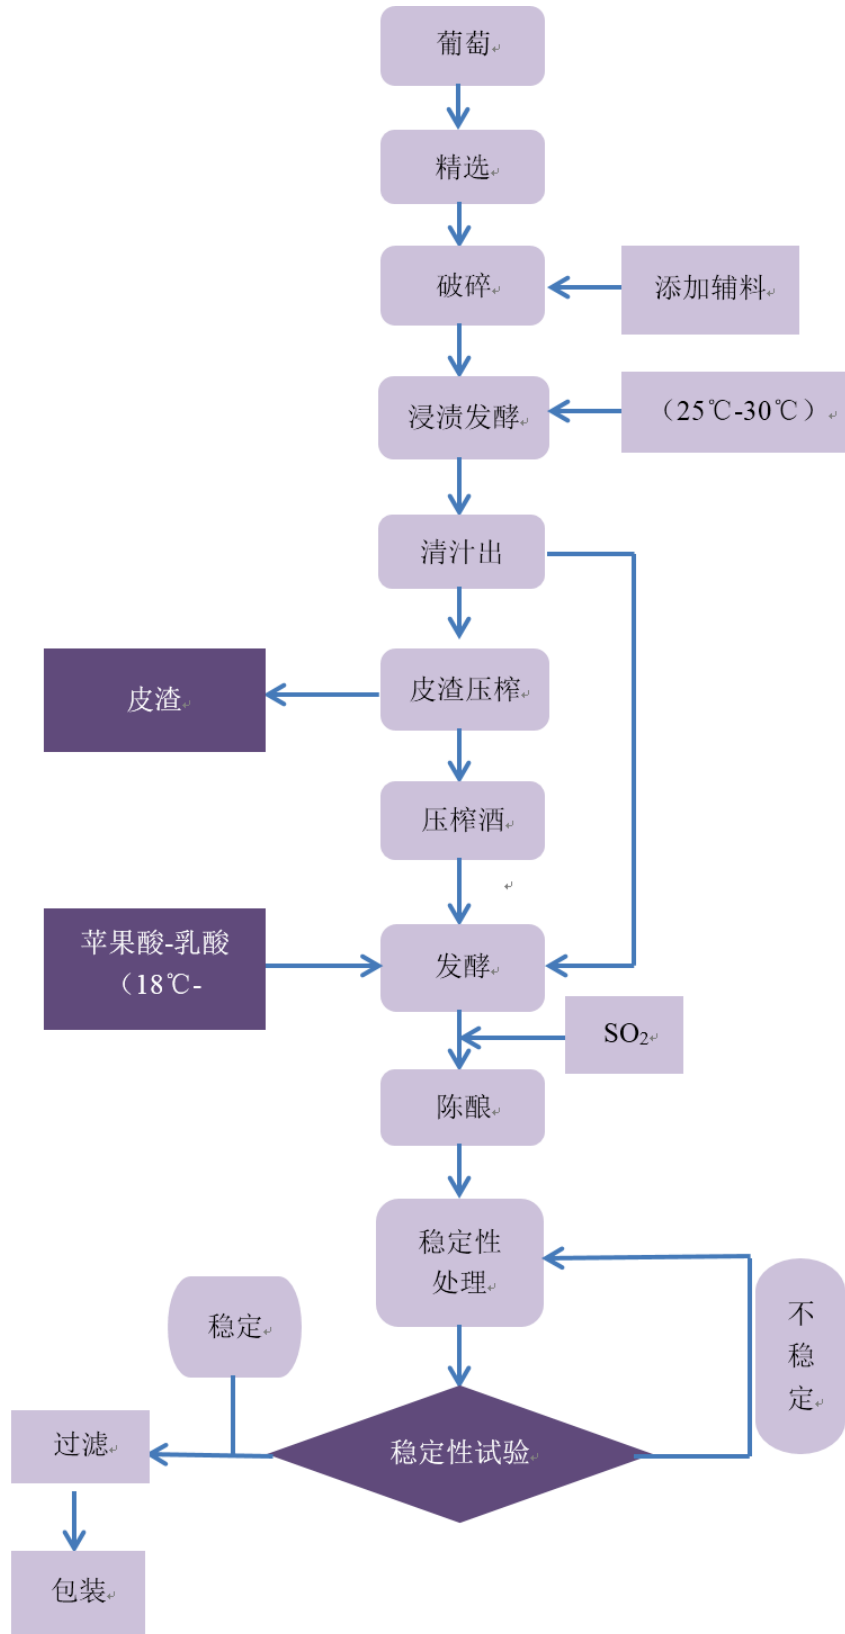 葡萄
精选
破碎
添加辅料
浸渍发酵
（25℃-30℃）
清汁出
皮渣压榨
皮渣
压榨酒
苹果酸-乳酸
（18℃-
发酵
SO₂
陈酿
稳定性
处理
稳定
不
稳
定
过滤
稳定性试验
包装